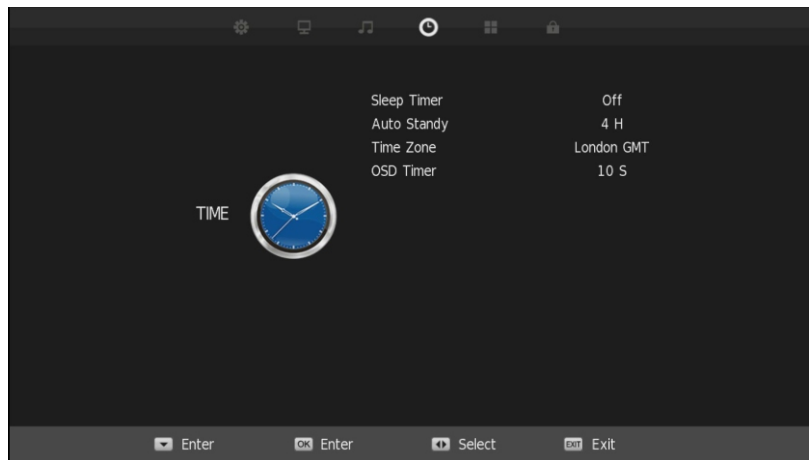 Sleep Timer Off
Auto Standy 4 H
Time Zone London GMT
OSD Timer 10 S
TIME
Enter OK Enter Select EXIT Exit